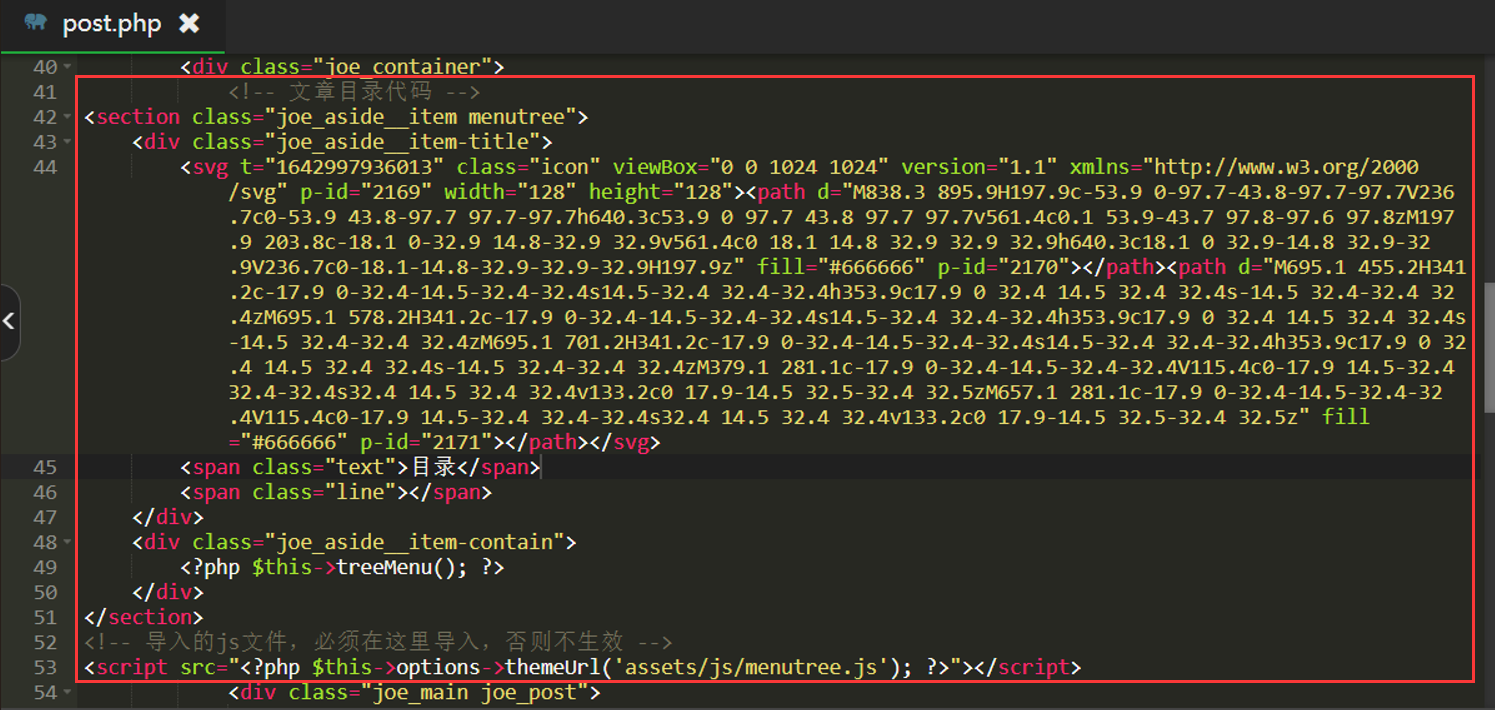 post.php
40 <div class="joe_container">
41 <!-- 文章目录代码 -->
42 <section class="joe_aside__item menutree">
43 <div class="joe_aside__item-title">
44 <svg t="1642997936013" class="icon" viewBox="0 0 1024 1024" version="1.1" xmlns="http://www.w3.org/2000
/svg" p-id="2169" width="128" height="128"><path d="M838.3 895.9H197.9c-53.9 0-97.7-43.8-97.7-97.7V236
.7c0-53.9 43.8-97.7 97.7-97.7h640.3c53.9 0 97.7 43.8 97.7 97.7v561.4c0.1 53.9-43.7 97.8-97.6 97.8zM197
.9 203.8c-18.1 0-32.9 14.8-32.9 32.9v561.4c0 18.1 14.8 32.9 32.9 32.9h640.3c18.1 0 32.9-14.8 32.9-32
.9V236.7c0-18.1-14.8-32.9-32.9-32.9H197.9z" fill="#666666" p-id="2170"></path><path d="M695.1 455.2H341
.2c-17.9 0-32.4-14.5-32.4-32.4s14.5-32.4 32.4-32.4h353.9c17.9 0 32.4 14.5 32.4 32.4s-14.5 32.4-32.4 32
.4zM695.1 578.2H341.2c-17.9 0-32.4-14.5-32.4-32.4s14.5-32.4 32.4-32.4h353.9c17.9 0 32.4 14.5 32.4 32.4s
-14.5 32.4-32.4 32.4zM695.1 701.2H341.2c-17.9 0-32.4-14.5-32.4-32.4s14.5-32.4 32.4-32.4h353.9c17.9 0 32
.4 14.5 32.4 32.4s-14.5 32.4-32.4 32.4zM379.1 281.1c-17.9 0-32.4-14.5-32.4-32.4V115.4c0-17.9 14.5-32.4
32.4-32.4s32.4 14.5 32.4 32.4v133.2c0 17.9-14.5 32.5-32.4 32.5zM657.1 281.1c-17.9 0-32.4-14.5-32.4-32
.4V115.4c0-17.9 14.5-32.4 32.4-32.4s32.4 14.5 32.4 32.4v133.2c0 17.9-14.5 32.5-32.4 32.5z" fill
="#666666" p-id="2171"></path></svg>
45 <span class="text">目录</span>
46 <span class="line"></span>
47 </div>
48 <div class="joe_aside__item-contain">
49 <?php $this->treeMenu(); ?>
50 </div>
51 </section>
52 <!-- 导入的js文件，必须在这里导入，否则不生效 -->
53 <script src="<?php $this->options->themeUrl('assets/js/menutree.js'); ?>"></script>
54 <div class="joe_main joe_post">